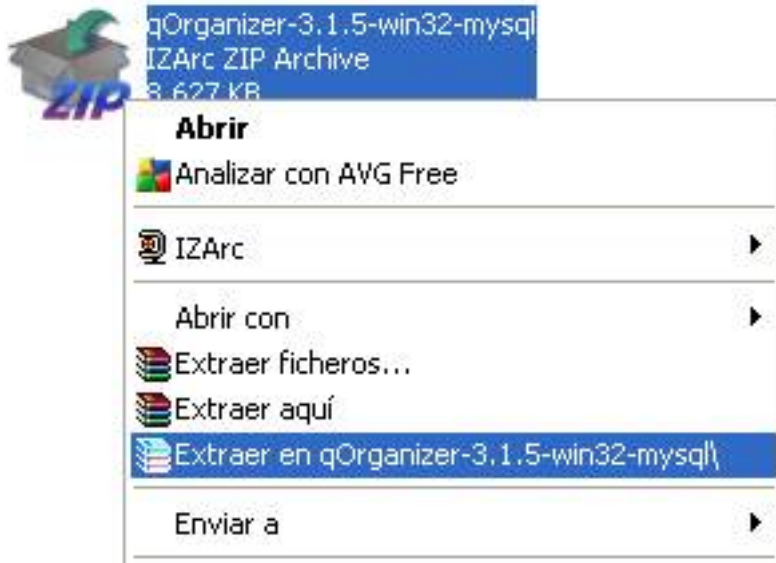 qOrganizer-3.1.5-win32-mysql
IZArc ZIP Archive
8.627 KB
ZIP
Abrir
Analizar con AVG Free
IZArc
Abrir con
Extraer ficheros...
Extraer aquí
Extraer en qOrganizer-3.1.5-win32-mysql\
Enviar a